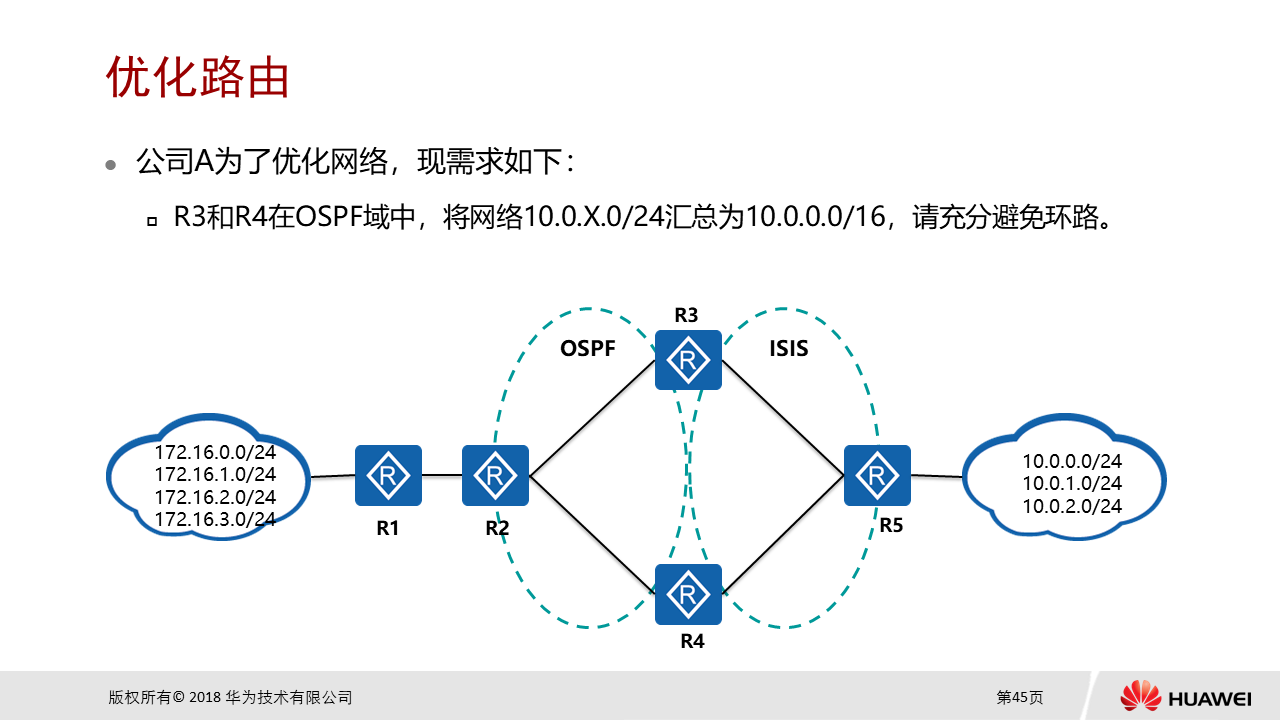 优化路由
公司A为了优化网络，现需求如下：
R3和R4在OSPF域中，将网络10.0.X.0/24汇总为10.0.0.0/16，请充分避免环路。
R3
OSPF
ISIS
R
172.16.0.0/24
172.16.1.0/24
172.16.2.0/24
172.16.3.0/24
R
R
R
10.0.0.0/24
10.0.1.0/24
10.0.2.0/24
R1
R2
R5
R
R4
版权所有© 2018 华为技术有限公司
第45页
HUAWEI